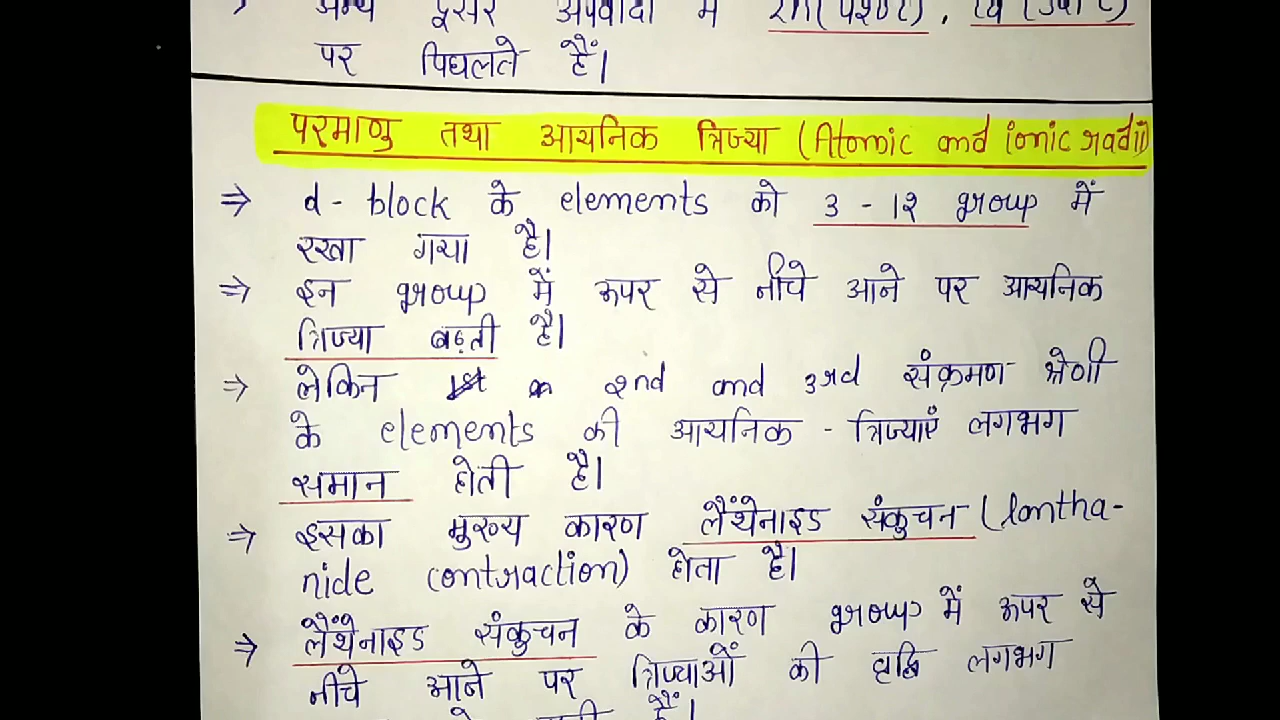 पर पिघलते हैं।
परमाणु तथा आयनिक त्रिज्या (Atomic and ionic radii)
⇒ d - block के elements को 3 - 12 group में
रखा गया है।
⇒ इन group में ऊपर से नीचे आने पर आयनिक
त्रिज्या बढ़ती है।
⇒ लेकिन 2nd and 3rd संक्रमण श्रेणी
के elements की आयनिक - त्रिज्याएँ लगभग
समान होती है।
⇒ इसका मुख्य कारण लैंथेनाइड संकुचन (lantha-
nide contraction) होता है।
⇒ लैंथेनाइड संकुचन के कारण group में ऊपर से
नीचे आने पर त्रिज्याओं की वृद्धि लगभग
हैं।